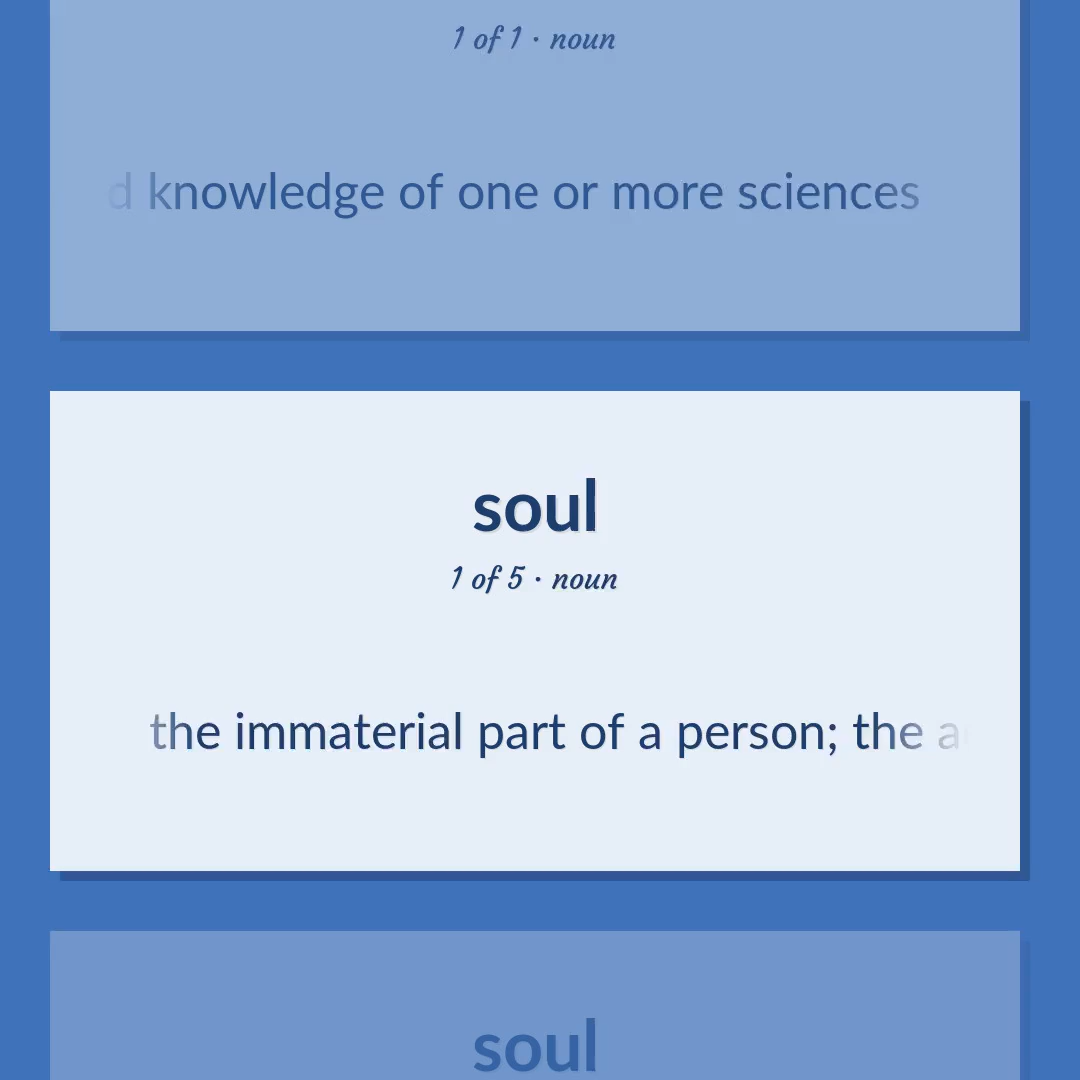 1 of 1 · noun
knowledge of one or more sciences
soul
1 of 5 · noun
the immaterial part of a person; the
soul